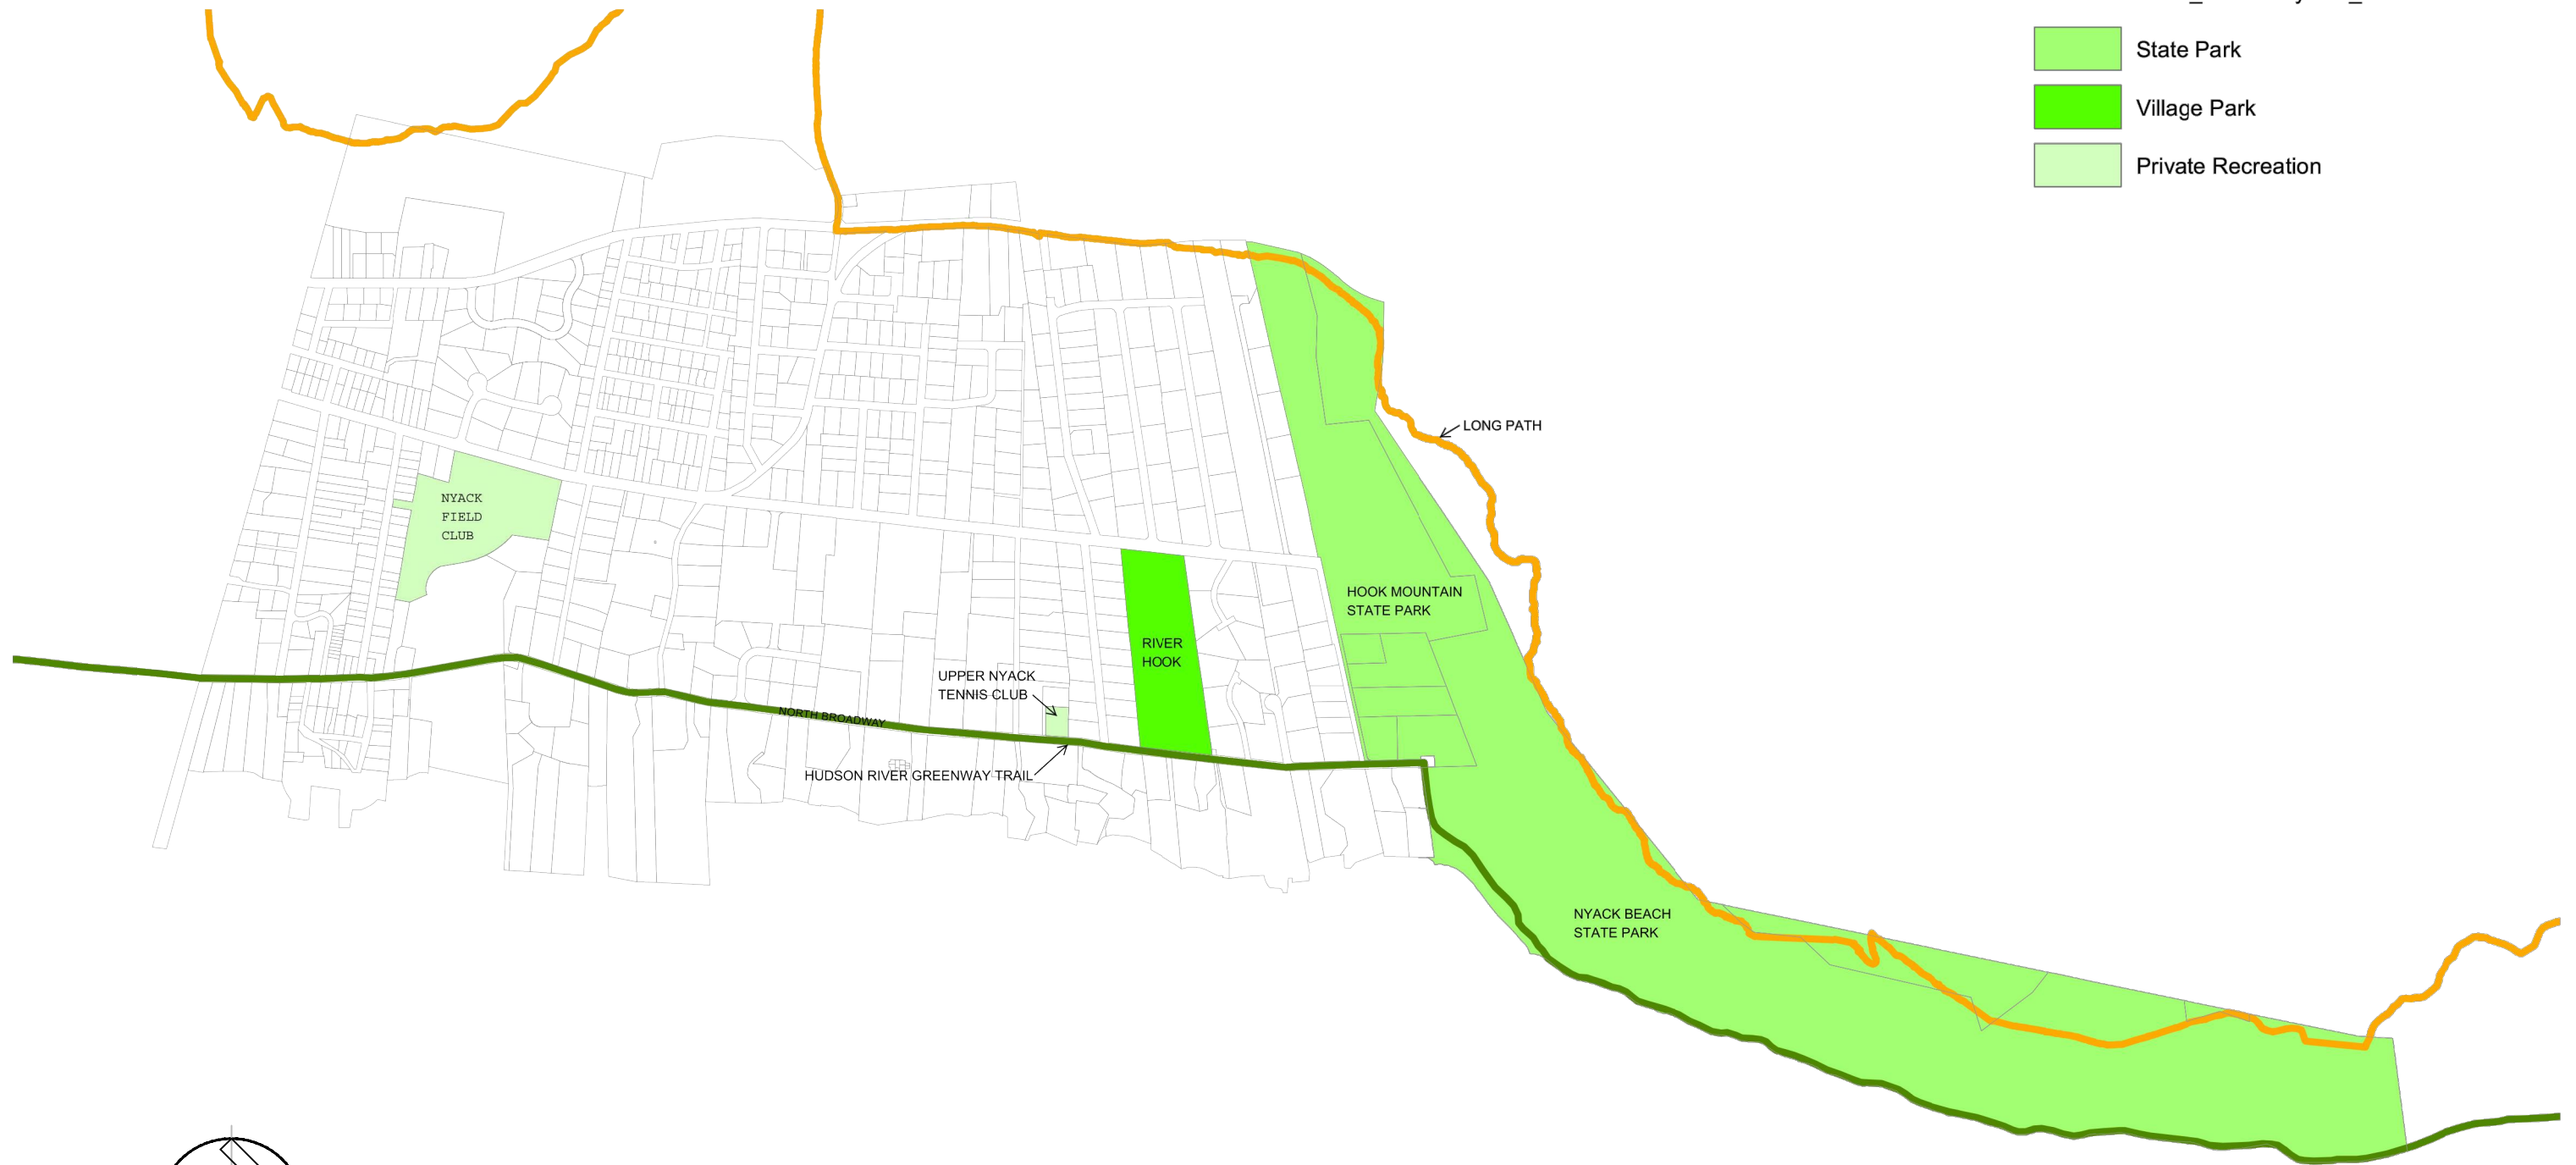 State Park
Village Park
Private Recreation
LONG PATH
NYACK
FIELD
CLUB
HOOK MOUNTAIN
STATE PARK
RIVER
HOOK
UPPER NYACK
TENNIS CLUB
NORTH BROADWAY
HUDSON RIVER GREENWAY TRAIL
NYACK BEACH
STATE PARK